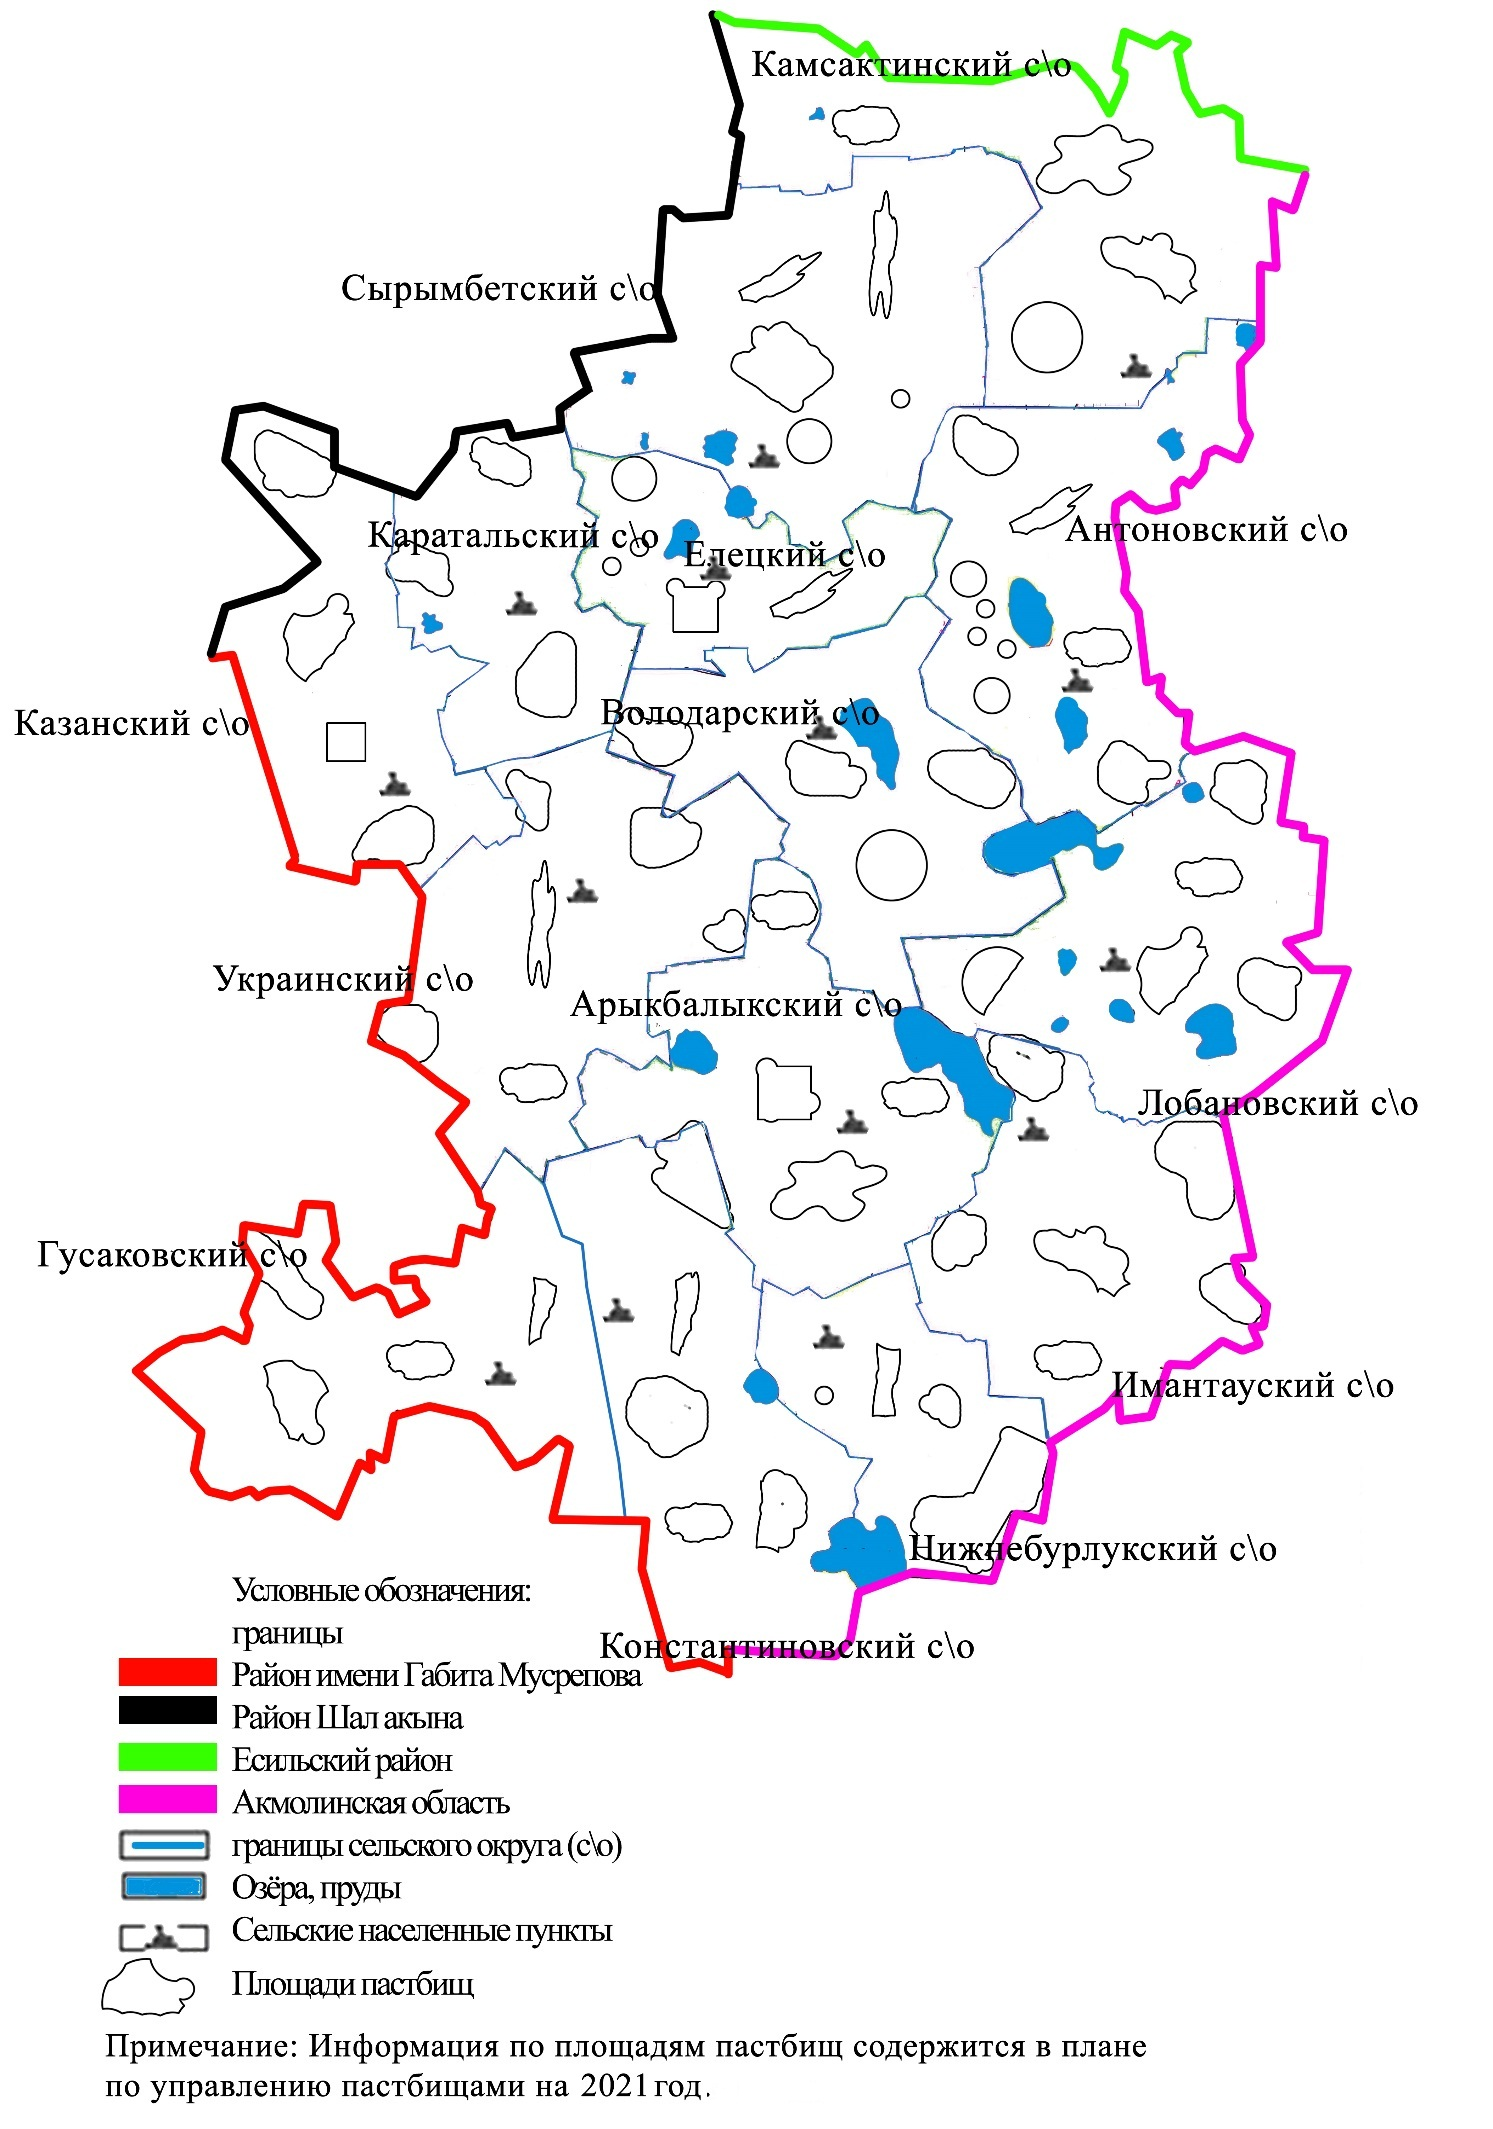 Камсактинский с\о
Сырымбетский с\о
Антоновский с\о
Каратальский с\о
Елецкий с\о
Казанский с\о
Володарский с\о
Украинский с\о
Арыкбалыкский с\о
Лобановский с\о
Гусаковский с\о
Имантауский с\о
Нижнебурлукский с\о
Константиновский с\о
Условные обозначения:
границы
Район имени Габита Мусрепова
Район Шал акына
Есильский район
Акмолинская область
границы сельского округа (с\о)
Озёра, пруды
Сельские населенные пункты
Площади пастбищ
Примечание: Информация по площадям пастбищ содержится в плане
по управлению пастбищами на 2021 год.